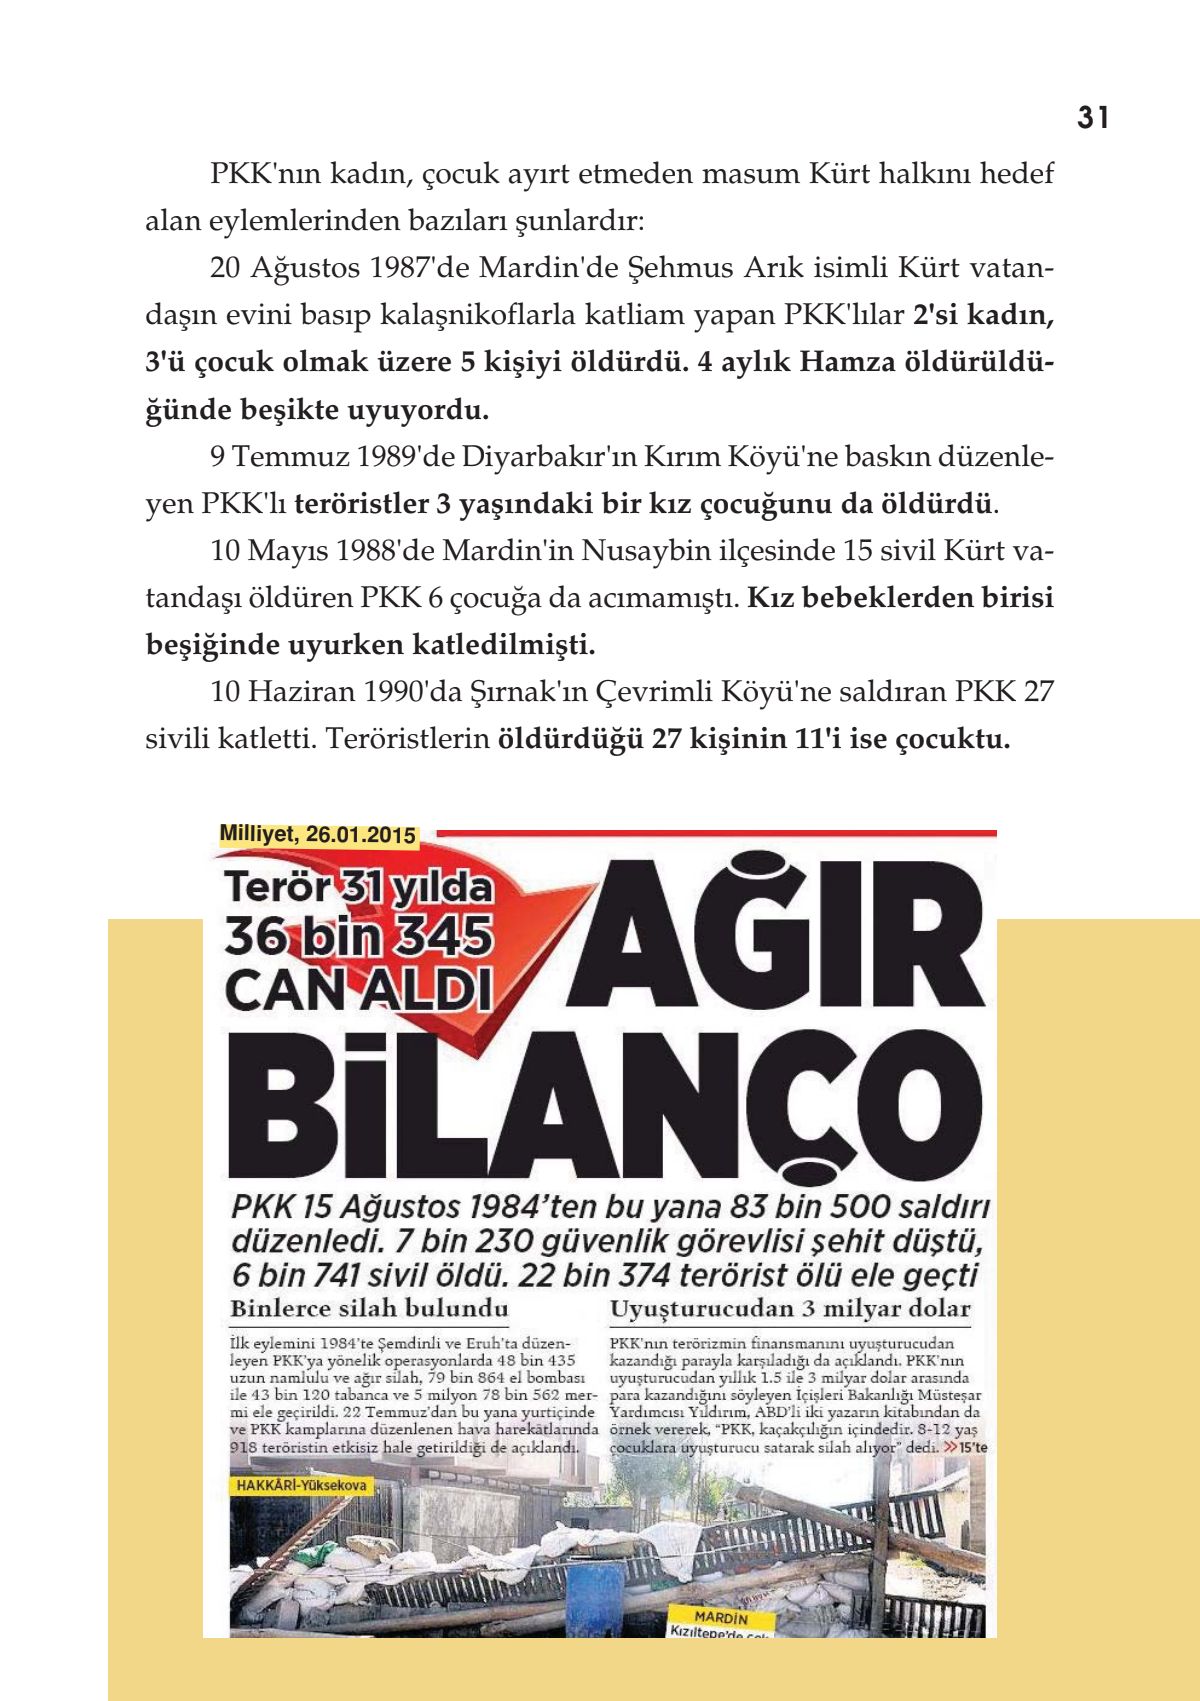 31
PKK'nın kadın, çocuk ayırt etmeden masum Kürt halkını hedef
alan eylemlerinden bazıları şunlardır:
20 Ağustos 1987'de Mardin'de Şehmus Arık isimli Kürt vatan-
daşın evini basıp kalaşnikoflarla katliam yapan PKK'lılar 2'si kadın,
3'ü çocuk olmak üzere 5 kişiyi öldürdü. 4 aylık Hamza öldürüldü-
ğünde beşikte uyuyordu.
9 Temmuz 1989'de Diyarbakır'ın Kırım Köyü'ne baskın düzenle-
yen PKK'lı teröristler 3 yaşındaki bir kız çocuğunu da öldürdü.
10 Mayıs 1988'de Mardin'in Nusaybin ilçesinde 15 sivil Kürt va-
tandaşı öldüren PKK 6 çocuğa da acımamıştı. Kız bebeklerden birisi
beşiğinde uyurken katledilmişti.
10 Haziran 1990'da Şırnak'ın Çevrimli Köyü'ne saldıran PKK 27
sivili katletti. Teröristlerin öldürdüğü 27 kişinin 11'i ise çocuktu.
Milliyet, 26.01.2015
Terör 31 yılda
36 bin 345
CAN ALDI
AĞIR
BİLANÇO
PKK 15 Ağustos 1984'ten bu yana 83 bin 500 saldırı
düzenledi. 7 bin 230 güvenlik görevlisi şehit düştü,
6 bin 741 sivil öldü. 22 bin 374 terörist ölü ele geçti
Binlerce silah bulundu
İlk eylemini 1984'te Şemdinli ve Eruh'ta düzen-
leyen PKK'ya yönelik operasyonlarda 48 bin 435
uzun namlulu ve ağır silah, 79 bin 864 el bombası
ile 43 bin 120 tabanca ve 5 milyon 78 bin 562 mer-
mi ele geçirildi. 22 Temmuz'dan bu yana yurtiçinde
ve PKK kamplarına düzenlenen hava harekâtlarında
918 teröristin etkisiz hale getirildiği de açıklandı.
Uyuşturucudan 3 milyar dolar
PKK'nın terörizmin finansmanını uyuşturucudan
kazandığı parayla karşıladığı da açıklandı. PKK'nın
uyuşturucudan yıllık 1.5 ile 3 milyar dolar arasında
para kazandığını söyleyen İçişleri Bakanlığı Müsteşar
Yardımcısı Yıldırım, ABD'li iki yazarın kitabından da
örnek vererek, "PKK, kaçakçılığın içindedir. 8-12 yaş
çocuklara uyuşturucu satarak silah alıyor" dedi. >>15'te
HAKKÂRİ-Yüksekova
MARDİN
Kızıltepe'de